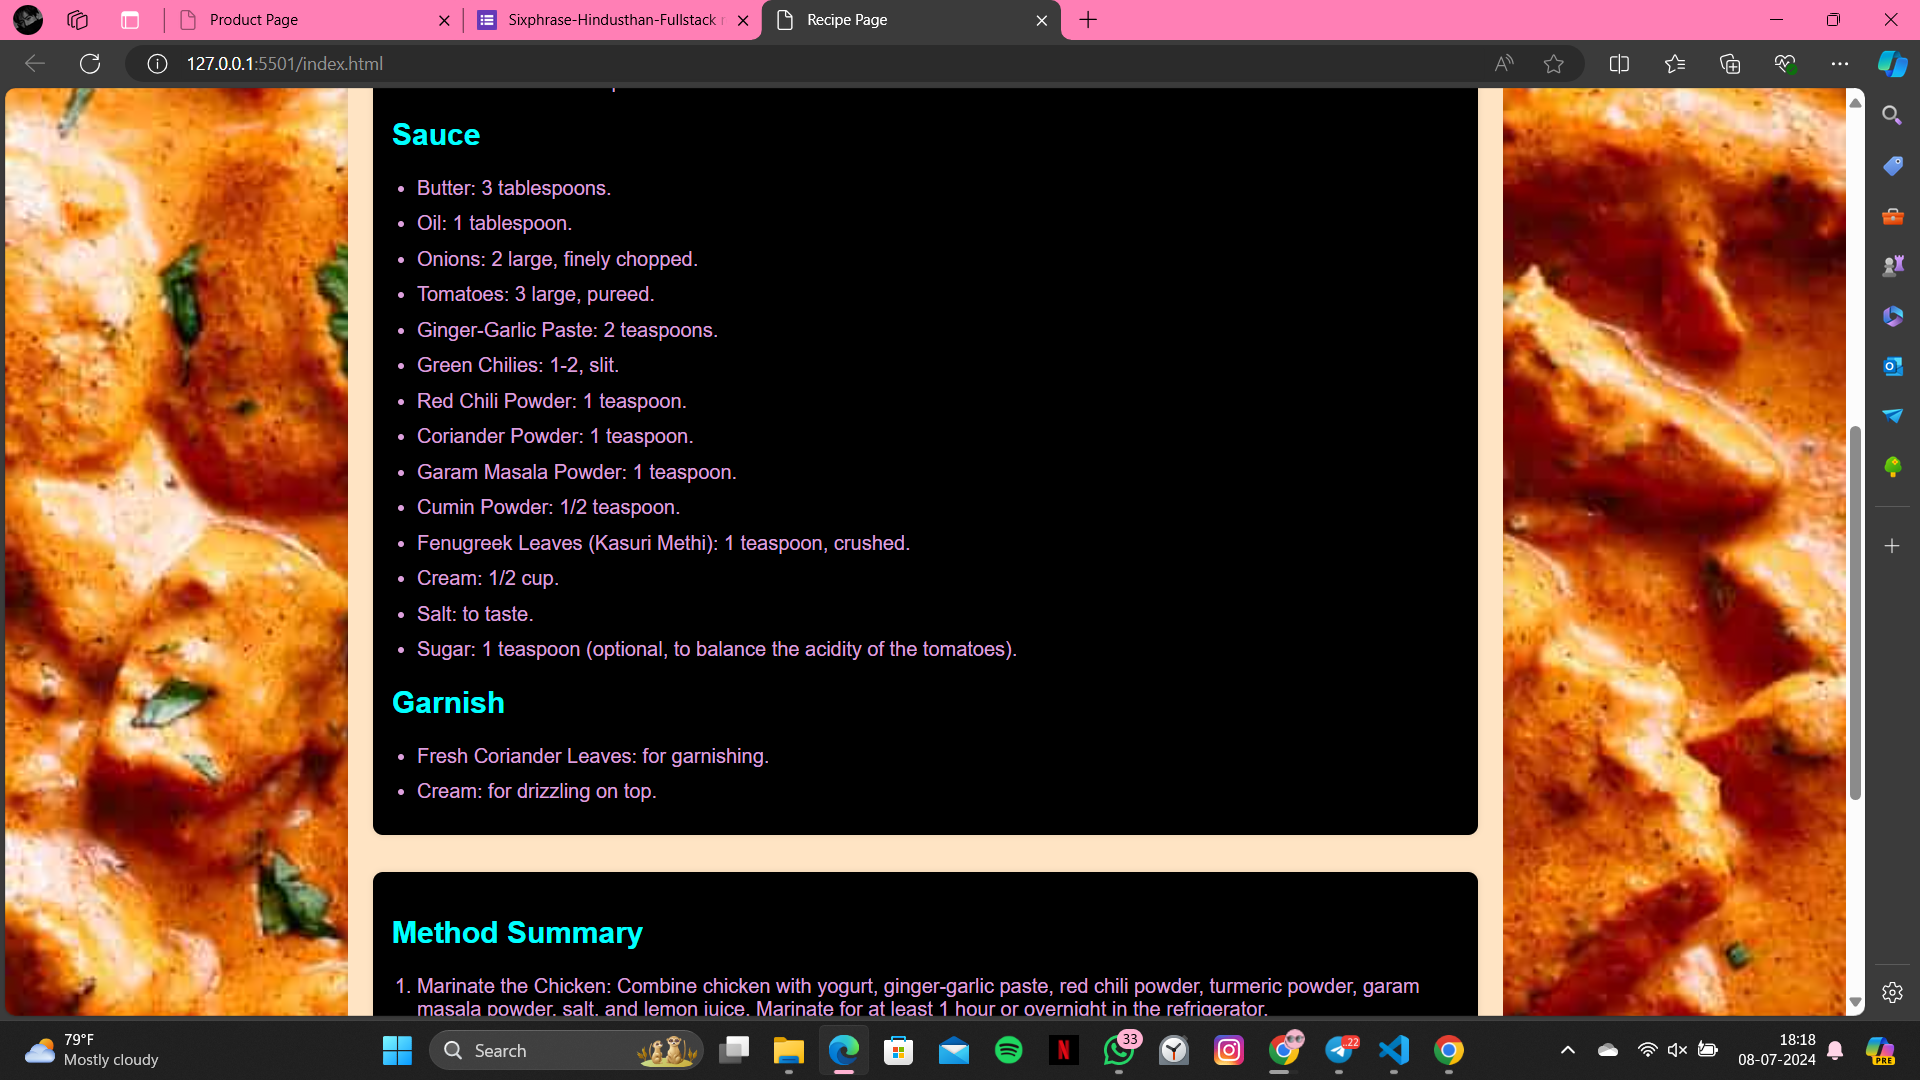 Product Page
Sixphrase-Hindusthan-Fullstack
Recipe Page
127.0.0.1:5501/index.html
Sauce
• Butter: 3 tablespoons.
• Oil: 1 tablespoon.
• Onions: 2 large, finely chopped.
• Tomatoes: 3 large, pureed.
• Ginger-Garlic Paste: 2 teaspoons.
• Green Chilies: 1-2, slit.
• Red Chili Powder: 1 teaspoon.
• Coriander Powder: 1 teaspoon.
• Garam Masala Powder: 1 teaspoon.
• Cumin Powder: 1/2 teaspoon.
• Fenugreek Leaves (Kasuri Methi): 1 teaspoon, crushed.
• Cream: 1/2 cup.
• Salt: to taste.
• Sugar: 1 teaspoon (optional, to balance the acidity of the tomatoes).
Garnish
• Fresh Coriander Leaves: for garnishing.
• Cream: for drizzling on top.
Method Summary
1. Marinate the Chicken: Combine chicken with yogurt, ginger-garlic paste, red chili powder, turmeric powder, garam
masala powder, salt, and lemon juice. Marinate for at least 1 hour or overnight in the refrigerator.
79°F
Mostly cloudy
Search
33
22
18:18
08-07-2024
PRE